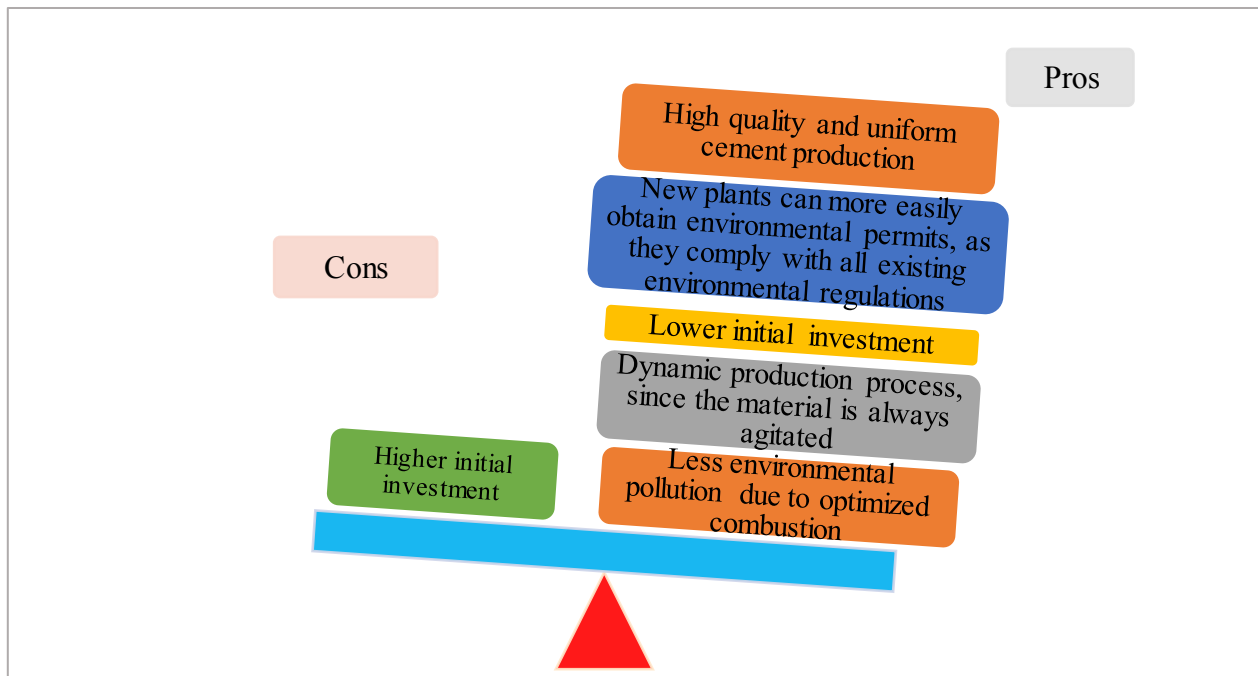 Pros
High quality and uniform
cement production
New plants can more easily
obtain environmental permits, as
they comply with all existing
environmental regulations
Cons
Lower initial investment
Dynamic production process,
since the material is always
agitated
Higher initial
investment
Less environmental
pollution due to optimized
combustion